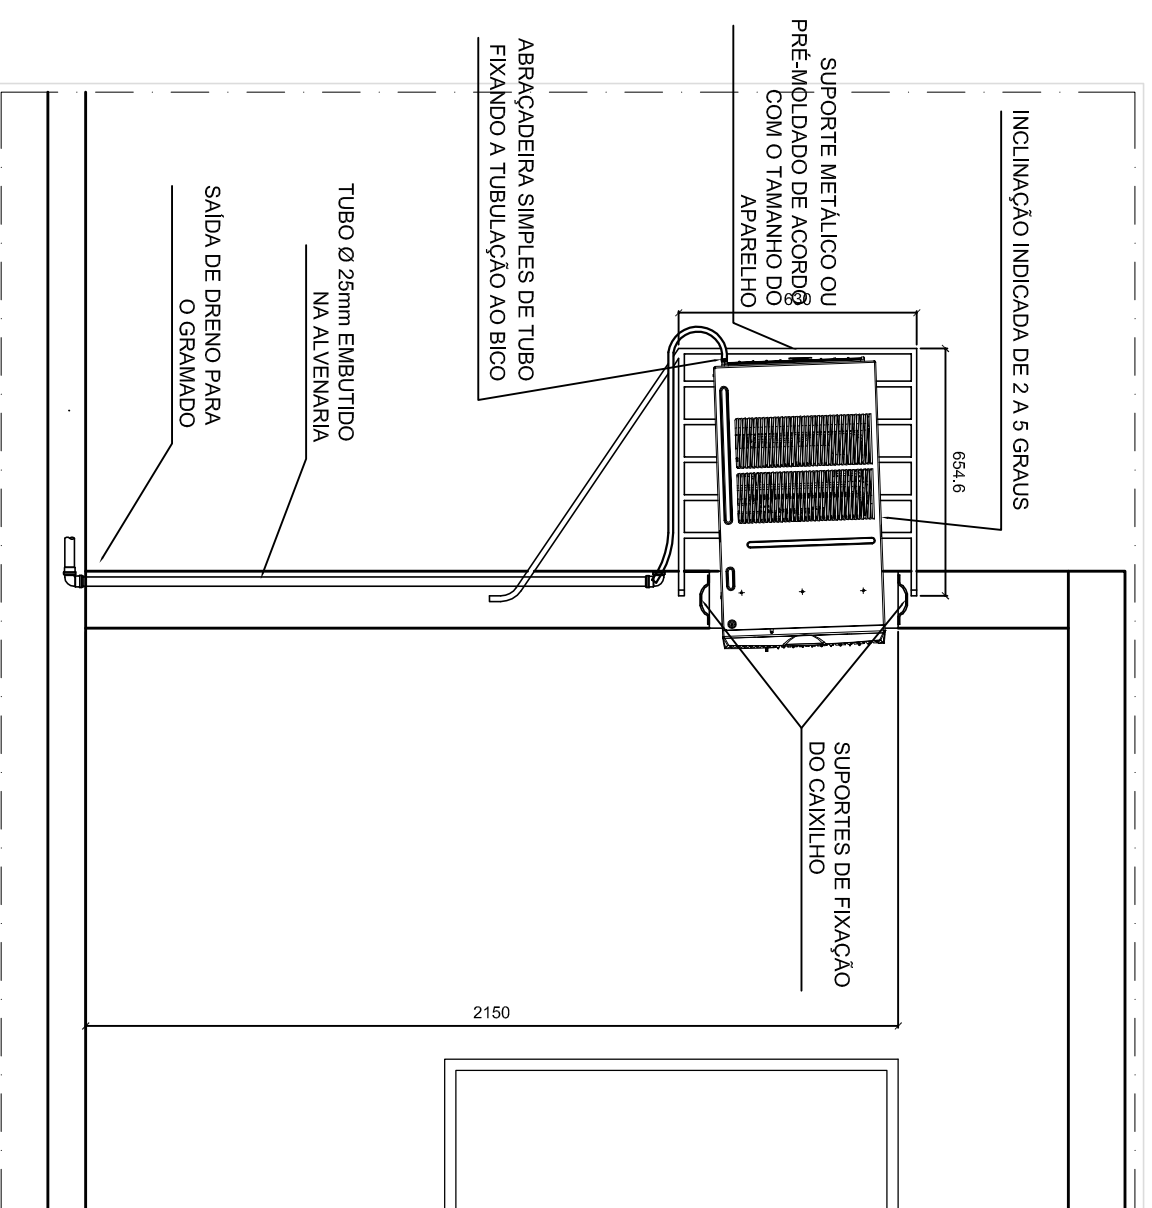 INCLINAÇÃO INDICADA DE 2 A 5 GRAUS
654.6
SUPORTE METÁLICO OU
PRÉ-MOLDADO DE ACORDO
COM O TAMANHO DO
APARELHO
630
ABRAÇADEIRA SIMPLES DE TUBO
FIXANDO A TUBULAÇÃO AO BICO
TUBO Ø 25mm EMBUTIDO
NA ALVENARIA
SAÍDA DE DRENO PARA
O GRAMADO
SUPORTES DE FIXAÇÃO
DO CAIXILHO
2150